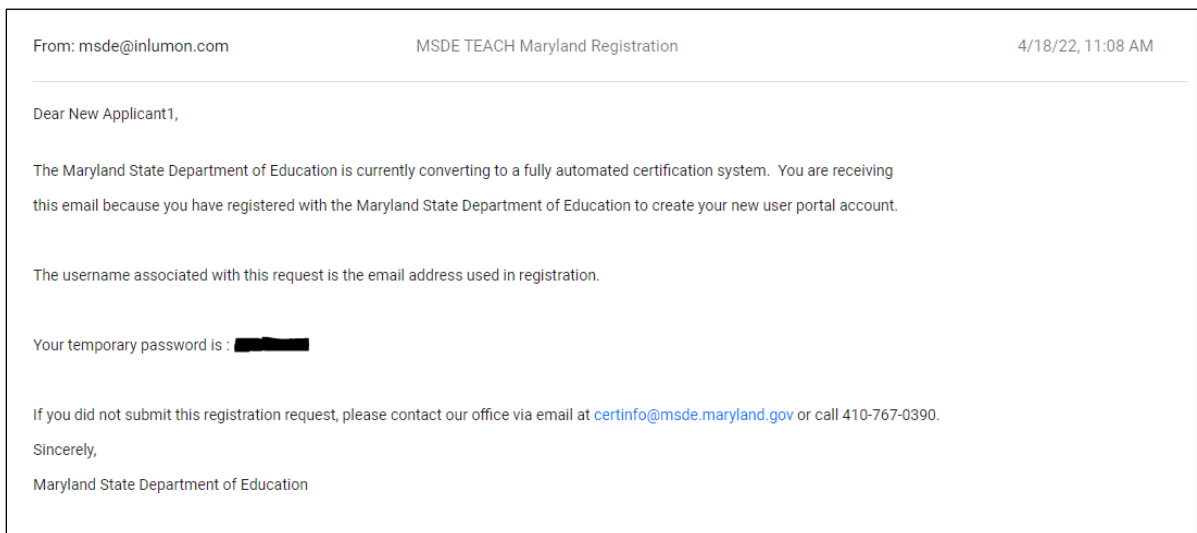 From: msde@inlumon.com MSDE TEACH Maryland Registration 4/18/22, 11:08 AM
Dear New Applicant1,
The Maryland State Department of Education is currently converting to a fully automated certification system.  You are receiving
this email because you have registered with the Maryland State Department of Education to create your new user portal account.
The username associated with this request is the email address used in registration.
Your temporary password is :
If you did not submit this registration request, please contact our office via email at certinfo@msde.maryland.gov or call 410-767-0390.
Sincerely,
Maryland State Department of Education